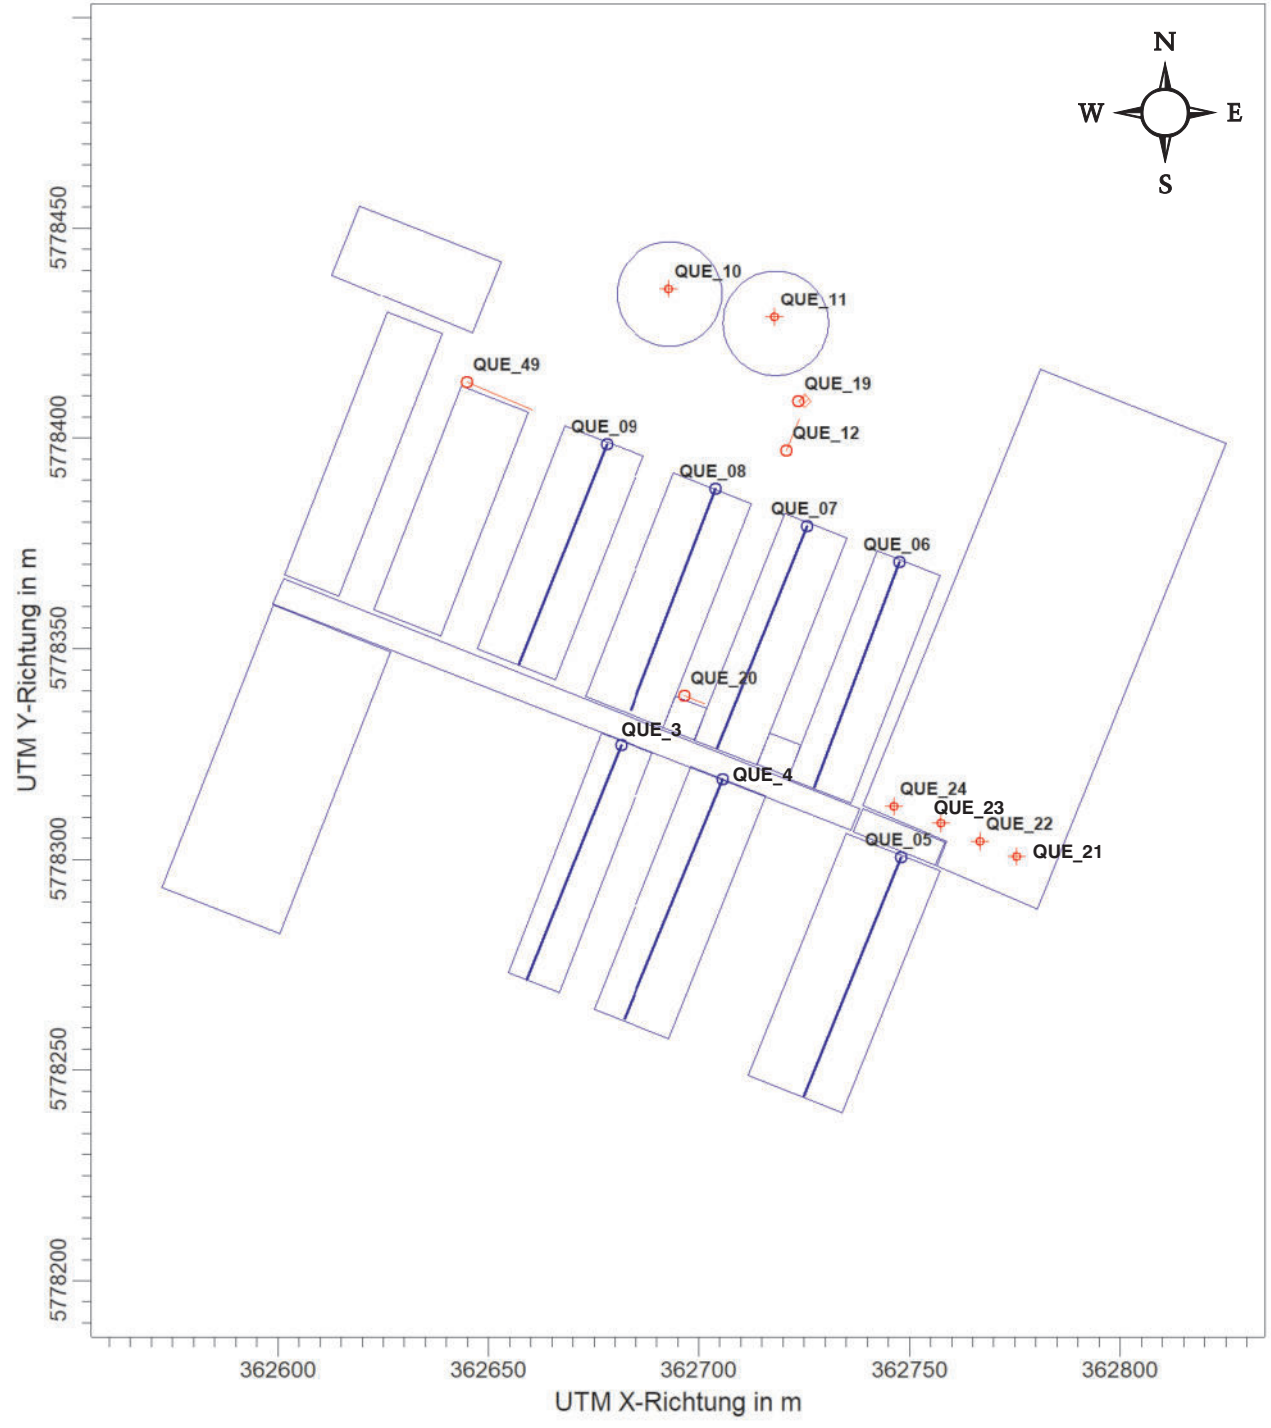 N
W E
S
5778450
5778400
5778350
5778300
5778250
5778200
UTM Y-Richtung in m
QUE_10
QUE_11
QUE_49
QUE_19
QUE_09
QUE_12
QUE_08
QUE_07
QUE_06
QUE_20
QUE_3
QUE_4
QUE_24
QUE_23
QUE_22
QUE_05
QUE_21
362600 362650 362700 362750 362800
UTM X-Richtung in m